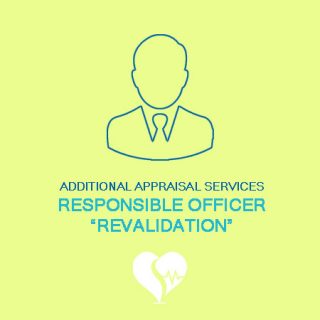 ADDITIONAL APPRAISAL SERVICES
RESPONSIBLE OFFICER
“REVALIDATION”